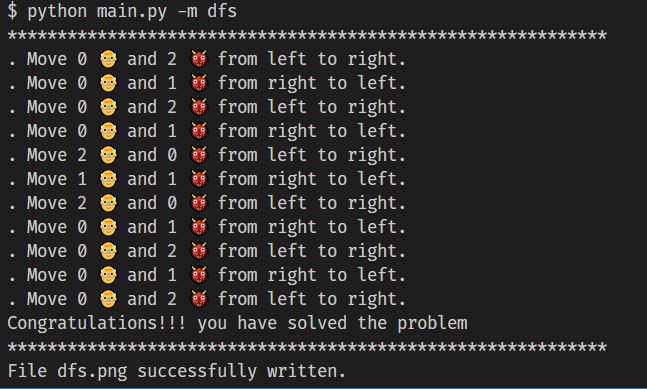 $ python main.py -m dfs
************************************************************
. Move 0 👴 and 2 👹 from left to right.
. Move 0 👴 and 1 👹 from right to left.
. Move 0 👴 and 2 👹 from left to right.
. Move 0 👴 and 1 👹 from right to left.
. Move 2 👴 and 0 👹 from left to right.
. Move 1 👴 and 1 👹 from right to left.
. Move 2 👴 and 0 👹 from left to right.
. Move 0 👴 and 1 👹 from right to left.
. Move 0 👴 and 2 👹 from left to right.
. Move 0 👴 and 1 👹 from right to left.
. Move 0 👴 and 2 👹 from left to right.
Congratulations!!! you have solved the problem
************************************************************
File dfs.png successfully written.